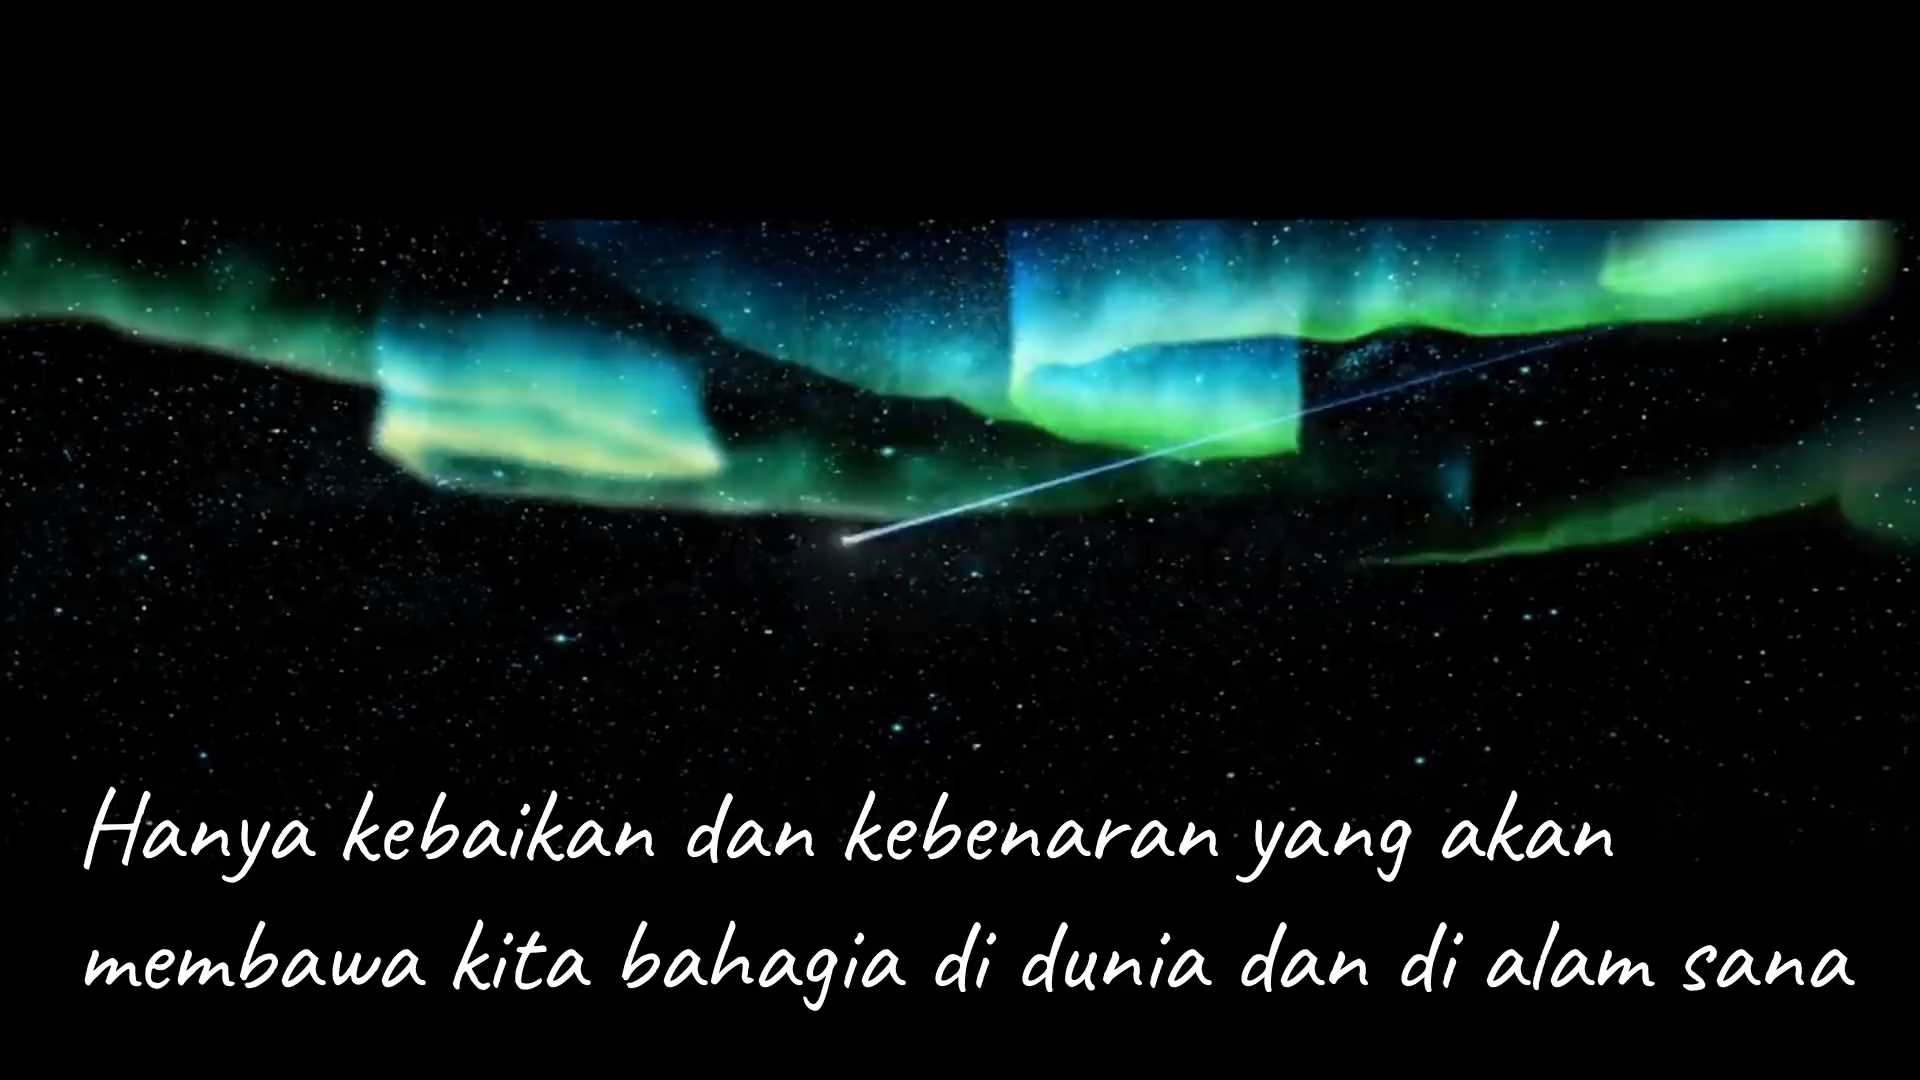 Hanya kebaikan dan kebenaran yang akan
membawa kita bahagia di dunia dan di alam sana